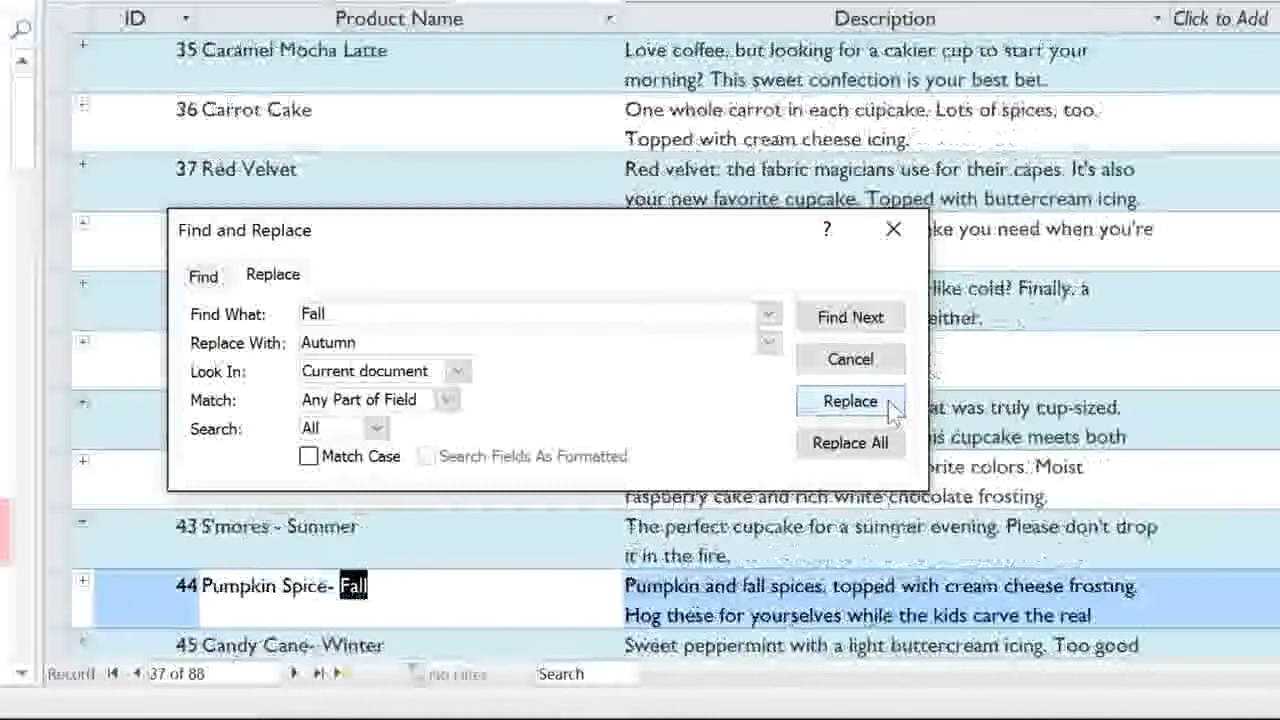 ID Product Name Description Click to Add
35 Caramel Mocha Latte Love coffee, but looking for a cakier cup to start your
morning? This sweet confection is your best bet.
36 Carrot Cake One whole carrot in each cupcake. Lots of spices, too.
Topped with cream cheese icing.
37 Red Velvet Red velvet: the fabric magicians use for their capes. It's also
your new favorite cupcake. Topped with buttercream icing.
Find and Replace ? ke you need when you're
Find Replace
like cold? Finally, a
Find What: Fall Find Next either.
Replace With: Autumn
Look In: Current document Cancel
Match: Any Part of Field Replace at was truly cup-sized.
Search: All Replace All is cupcake meets both
Match Case Search Fields As Formatted rite colors. Moist
raspberry cake and rich white chocolate frosting.
43 S'mores - Summer The perfect cupcake for a summer evening. Please don't drop
it in the fire.
44 Pumpkin Spice- Fall Pumpkin and fall spices, topped with cream cheese frosting.
Hog these for yourselves while the kids carve the real
45 Candy Cane- Winter Sweet peppermint with a light buttercream icing. Too good
Record 37 of 88 No Filter Search